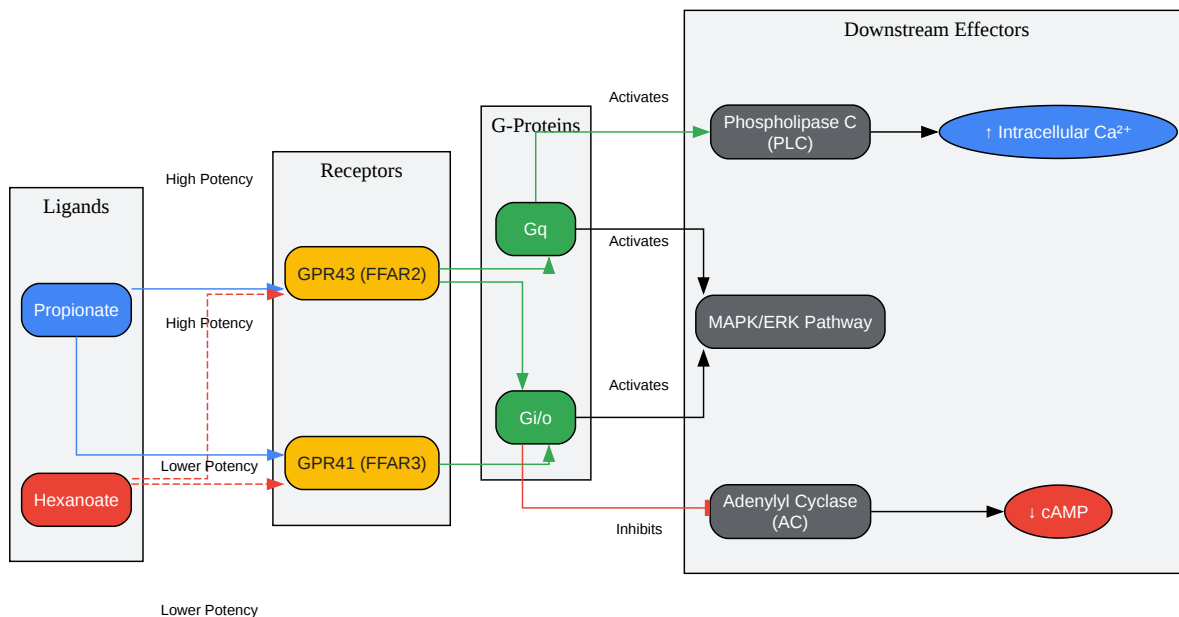 Downstream Effectors
Activates
Phospholipase C
(PLC)
↑ Intracellular Ca²⁺
G-Proteins
Receptors
High Potency
Ligands
Gq
Activates
GPR43 (FFAR2)
Propionate
High Potency
MAPK/ERK Pathway
Activates
Gi/o
GPR41 (FFAR3)
Lower Potency
Hexanoate
Adenylyl Cyclase
(AC)
↓ cAMP
Inhibits
Lower Potency